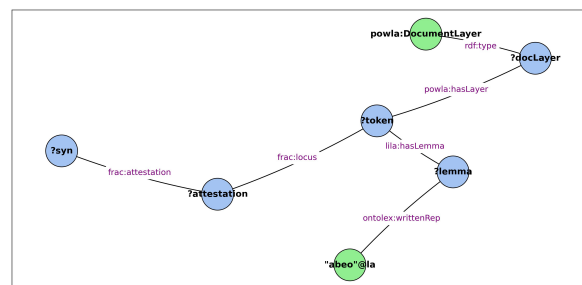 powla:DocumentLayer
rdf:type
?docLayer
powla:hasLayer
?token
lila:hasLemma
?syn
frac:locus
frac:attestation
?lemma
?attestation
ontolex:writtenRep
"abeo"@la